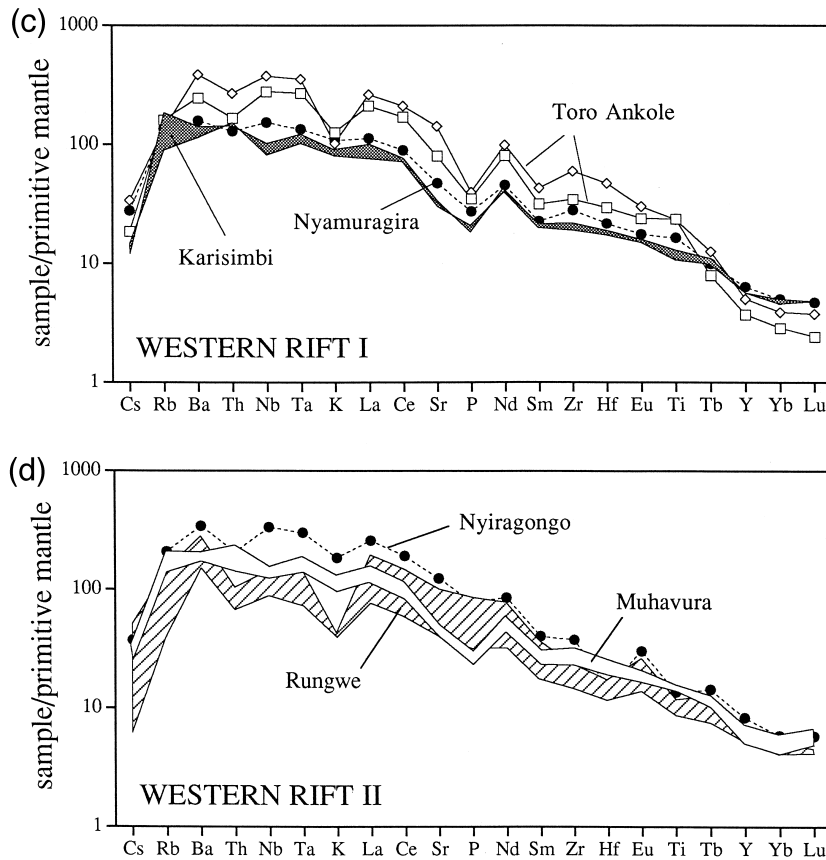 (c)
1000
100
10
1
sample/primitive mantle
Toro Ankole
Nyamuragira
Karisimbi
WESTERN RIFT I
Cs Rb Ba Th Nb Ta K La Ce Sr P Nd Sm Zr Hf Eu Ti Tb Y Yb Lu
(d)
1000
100
10
1
sample/primitive mantle
Nyiragongo
Muhavura
Rungwe
WESTERN RIFT II
Cs Rb Ba Th Nb Ta K La Ce Sr P Nd Sm Zr Hf Eu Ti Tb Y Yb Lu